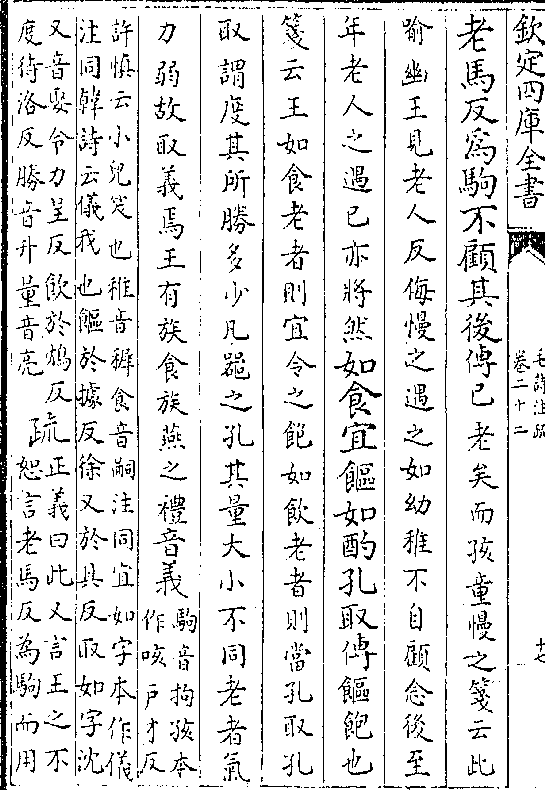 欽定四庫全書
毛詩注疏
卷二十二
十七
老馬反為駒不顧其後傳已老矣而孩童慢之箋云此
喻幽王見老人反侮慢之遇之如幼稚不自顧念後至
年老人之遇已亦將然如食宜饇如酌孔取傳饇飽也
箋云王如食老者則宜令之飽如飲老者則當孔取孔
取謂度其所勝多少凡器之孔其量大小不同老者氣
力弱故取義焉王有族食族燕之禮音義駒音拘孩本
作咳戸才反
許慎云小兒笑也稚音稺食音嗣注同宜如字本作儀
注同韓詩云儀我也饇於據反徐又於具反取如字沈
又音娶令力呈反飲於鴆反
度待洛反勝音升量音亮
疏正義曰此又言王之不
恕言老馬反為駒而用